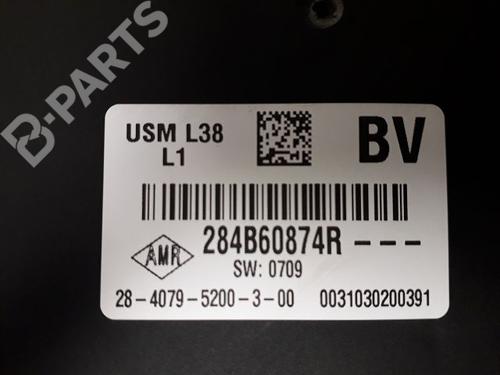 B-PARTS
USM L38
L1
BV
284B60874R---
AMR
SW: 0709
28-4079-5200-3-00 0031030200391